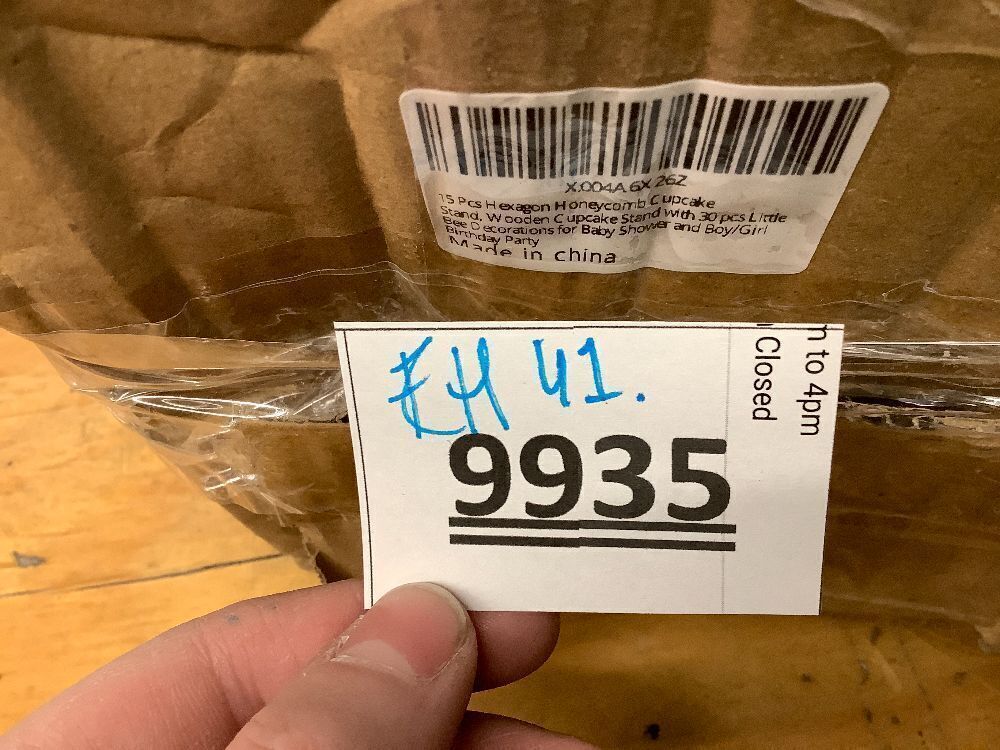 X004A6X26Z
15 Pcs Hexagon Honeycomb Cupcake
Stand, Wooden Cupcake Stand with 30 pcs Little
Bee Decorations for Baby Shower and Boy/Girl
Birthday Party
Made in china
41.
9935
to 4pm
Closed